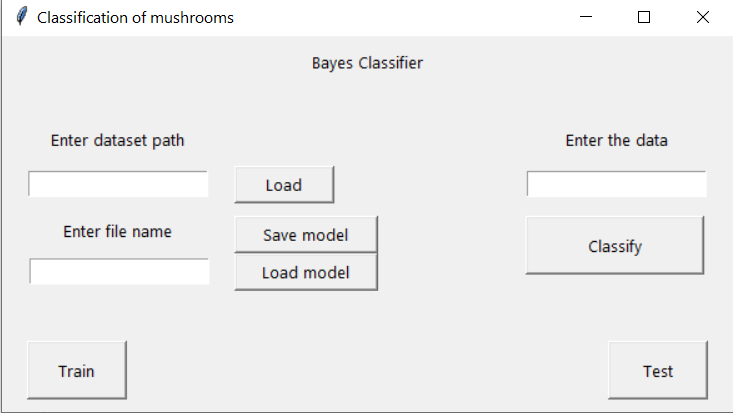 Classification of mushrooms
Bayes Classifier
Enter dataset path
Enter the data
Load
Enter file name
Save model
Classify
Load model
Train
Test